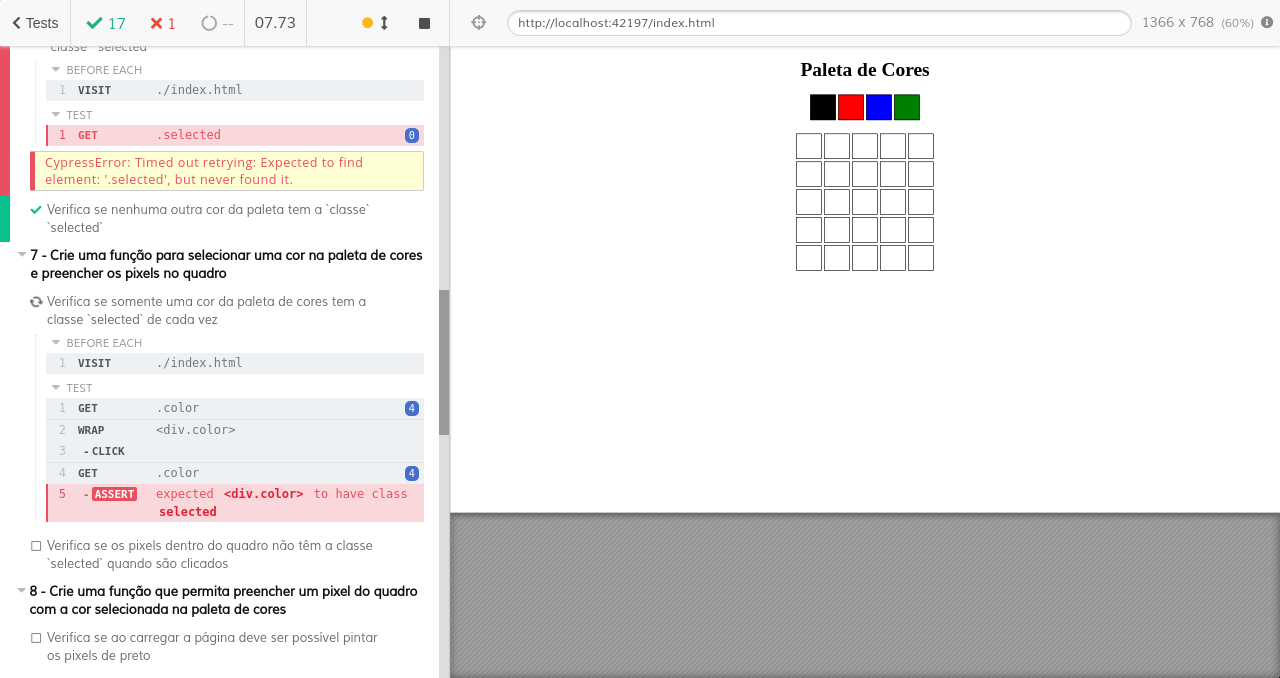 Tests 17 1 -- 07.73
http://localhost:42197/index.html 1366 x 768 (60%)
classe `selected`
BEFORE EACH
1 VISIT ./index.html
TEST
1 GET .selected 0
CypressError: Timed out retrying: Expected to find
element: '.selected', but never found it.
Verifica se nenhuma outra cor da paleta tem a `classe`
`selected`
7 - Crie uma função para selecionar uma cor na paleta de cores
e preencher os pixels no quadro
Verifica se somente uma cor da paleta de cores tem a
classe `selected` de cada vez
BEFORE EACH
1 VISIT ./index.html
TEST
1 GET .color 4
2 WRAP <div.color>
3 -CLICK
4 GET .color 4
5 -ASSERT expected <div.color> to have class
selected
Verifica se os pixels dentro do quadro não têm a classe
`selected` quando são clicados
8 - Crie uma função que permita preencher um pixel do quadro
com a cor selecionada na paleta de cores
Verifica se ao carregar a página deve ser possível pintar
os pixels de preto
Paleta de Cores